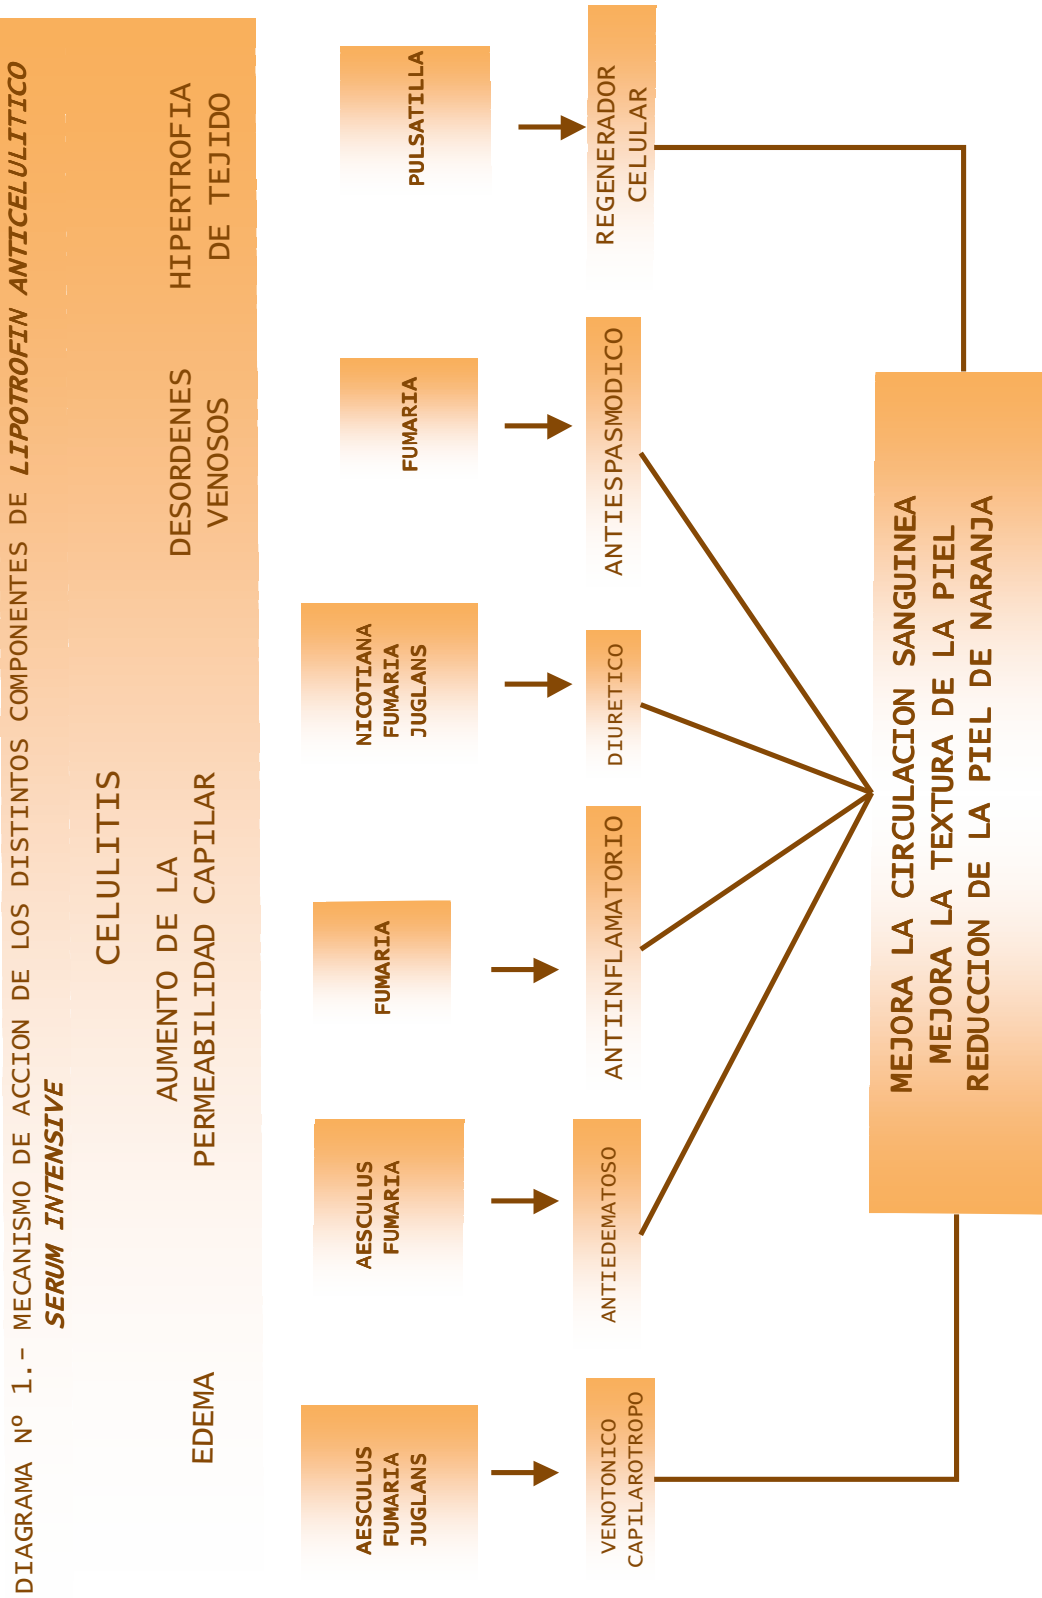 DIAGRAMA Nº 1.- MECANISMO DE ACCION DE LOS DISTINTOS COMPONENTES DE LIPOTROFIN ANTICELULITICO
SERUM INTENSIVE
CELULITIS
EDEMA
AUMENTO DE LA
PERMEABILIDAD CAPILAR
DESORDENES
VENOSOS
HIPERTROFIA
DE TEJIDO
AESCULUS
FUMARIA
JUGLANS
AESCULUS
FUMARIA
FUMARIA
NICOTIANA
FUMARIA
JUGLANS
FUMARIA
PULSATILLA
VENOTONICO
CAPILAROTROPO
ANTIEDEMATOSO
ANTIINFLAMATORIO
DIURETICO
ANTIESPASMODICO
REGENERADOR
CELULAR
MEJORA LA CIRCULACION SANGUINEA
MEJORA LA TEXTURA DE LA PIEL
REDUCCION DE LA PIEL DE NARANJA